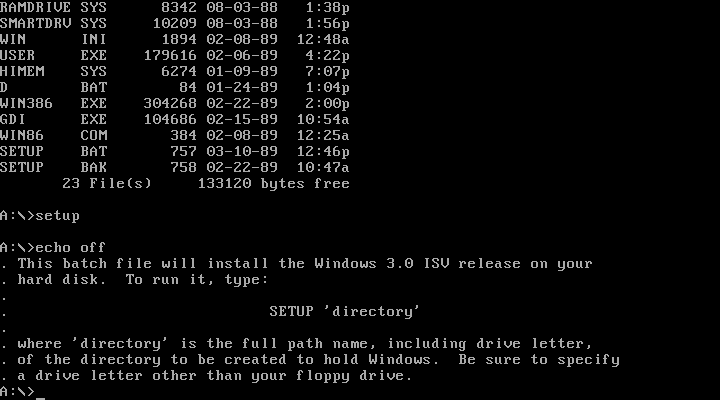 RAMDRIVE SYS      8342 08-03-88   1:38p
SMARTDRV SYS     10209 08-03-88   1:56p
WIN      INI      1894 02-08-89  12:48a
USER     EXE    179616 02-06-89   4:22p
HIMEM    SYS      6274 01-09-89   7:07p
D        BAT        84 01-24-89   1:04p
WIN386   EXE    304268 02-22-89   2:00p
GDI      EXE    104686 02-15-89  10:54a
WIN86    COM       384 02-08-89  12:25a
SETUP    BAT       757 03-10-89  12:46p
SETUP    BAK       758 02-22-89  10:47a
       23 File(s)     133120 bytes free
A:\>setup
A:\>echo off
. This batch file will install the Windows 3.0 ISV release on your
. hard disk.  To run it, type:
.
.                             SETUP 'directory'
.
. where 'directory' is the full path name, including drive letter,
. of the directory to be created to hold Windows.  Be sure to specify
. a drive letter other than your floppy drive.
A:\>_